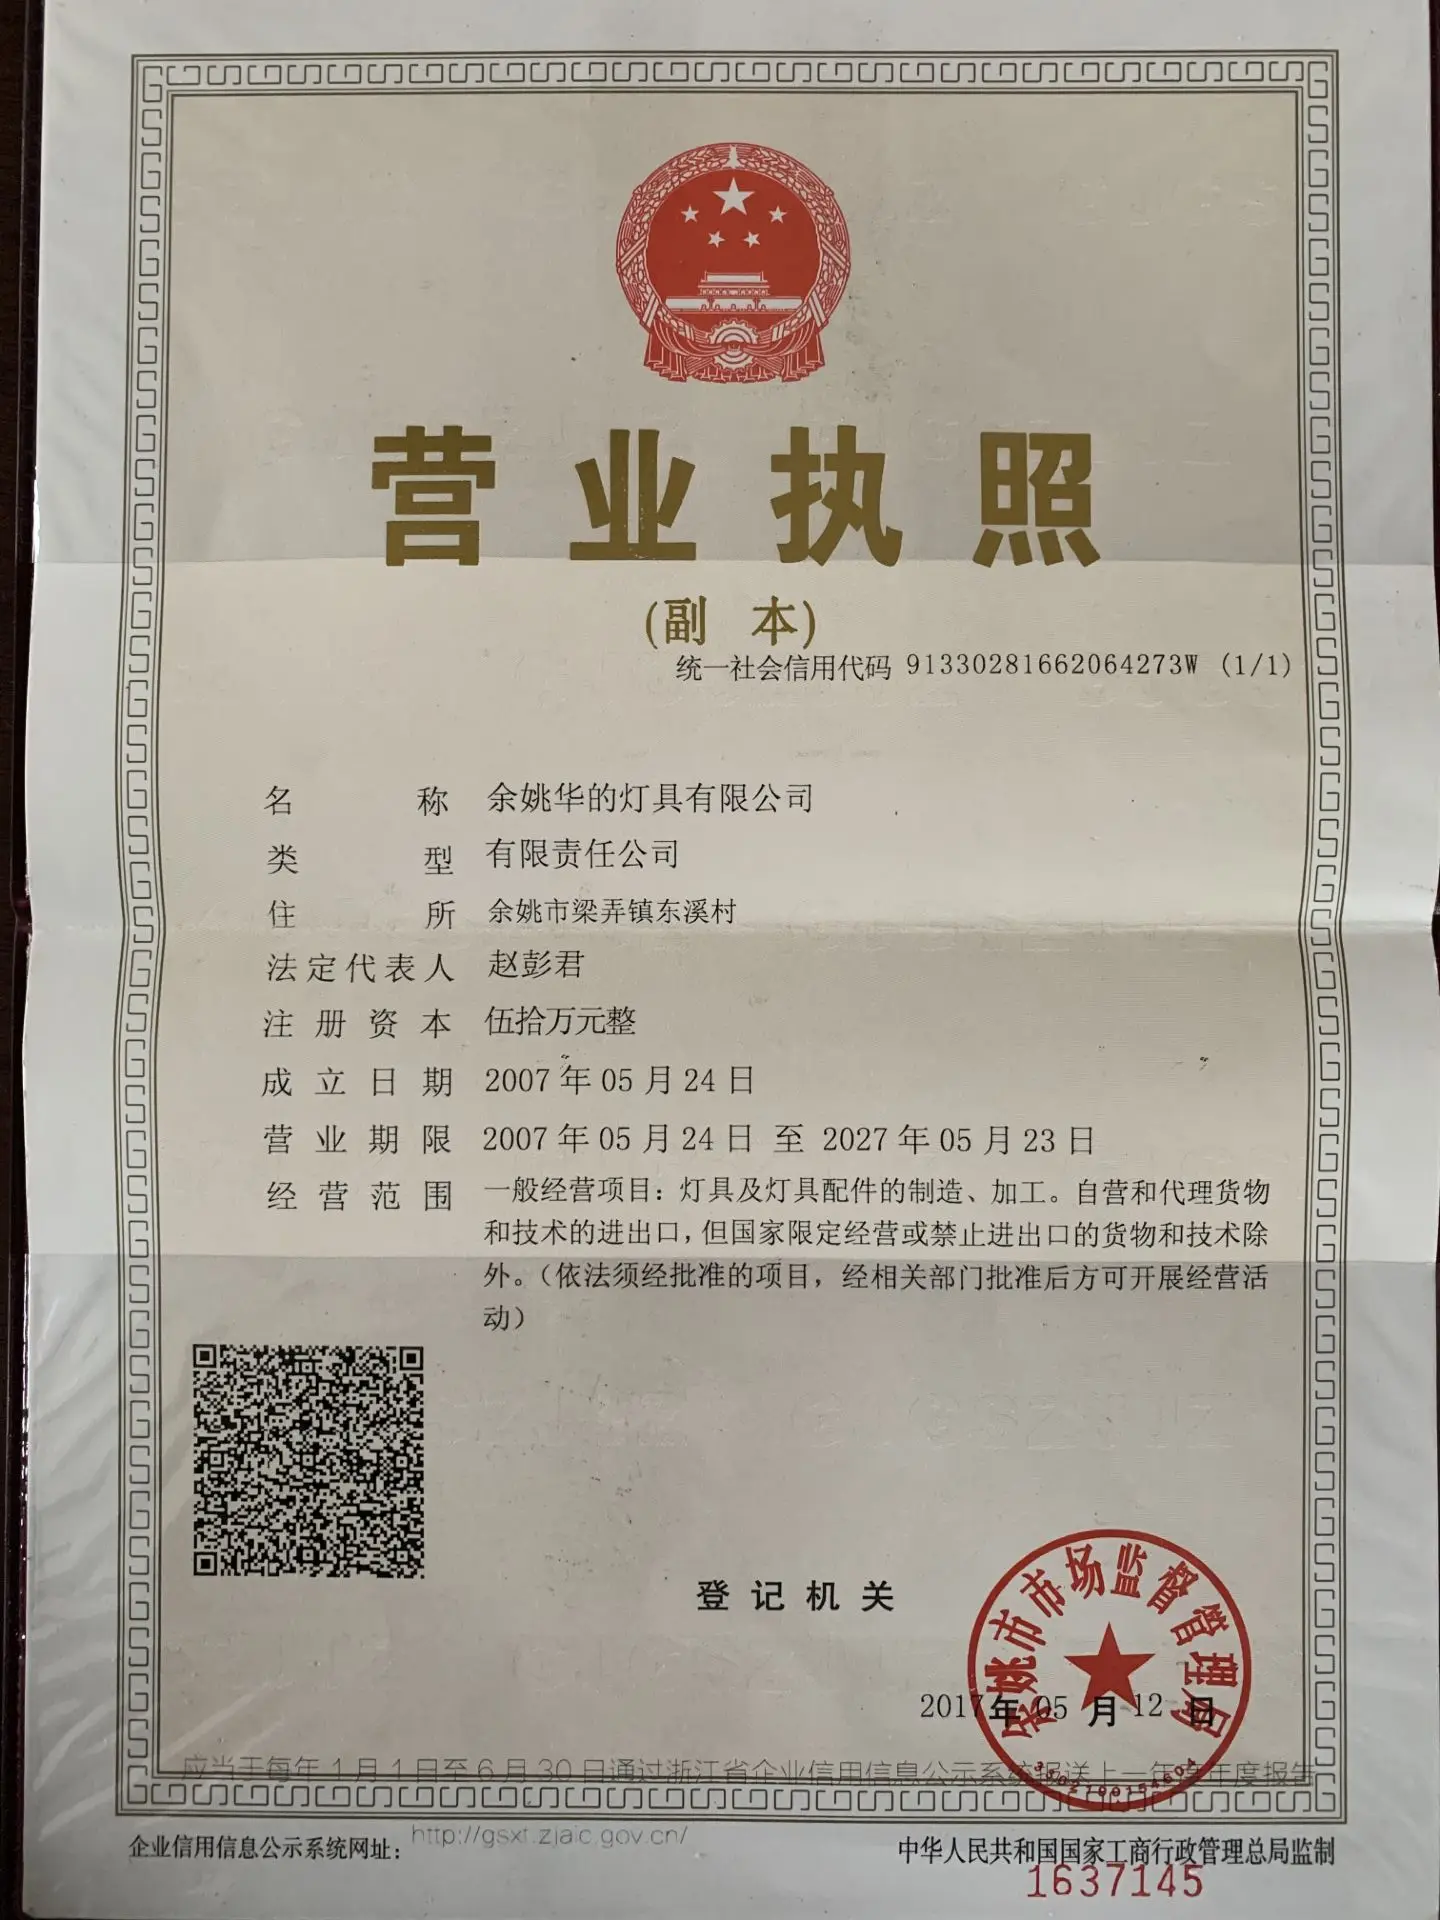 营业执照
(副 本)
统一社会信用代码 91330281662064273W (1/1)
名 称 余姚华的灯具有限公司
类 型 有限责任公司
住 所 余姚市梁弄镇东溪村
法定代表人 赵彭君
注册资本 伍拾万元整
成立日期 2007年05月24日
营业期限 2007年05月24日 至 2027年05月23日
经营范围 一般经营项目：灯具及灯具配件的制造、加工。自营和代理货物
和技术的进出口，但国家限定经营或禁止进出口的货物和技术除
外。（依法须经批准的项目，经相关部门批准后方可开展经营活
动）
登记机关
余姚市市场监督管理局
2017年05月12日
应当于每年1月1日至6月30日通过浙江省企业信用信息公示系统报送上一年度年度报告
企业信用信息公示系统网址：http://gsxt.zjaic.gov.cn/
中华人民共和国国家工商行政管理总局监制
1637145